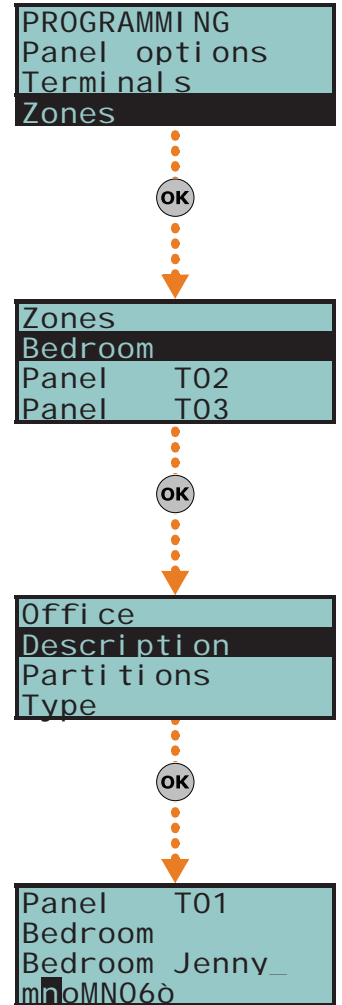 PROGRAMMING
Panel options
Terminals
Zones
OK
Zones
Bedroom
Panel T02
Panel T03
OK
Office
Description
Partitions
Type
OK
Panel T01
Bedroom
Bedroom Jenny_
mnoMNO6ò